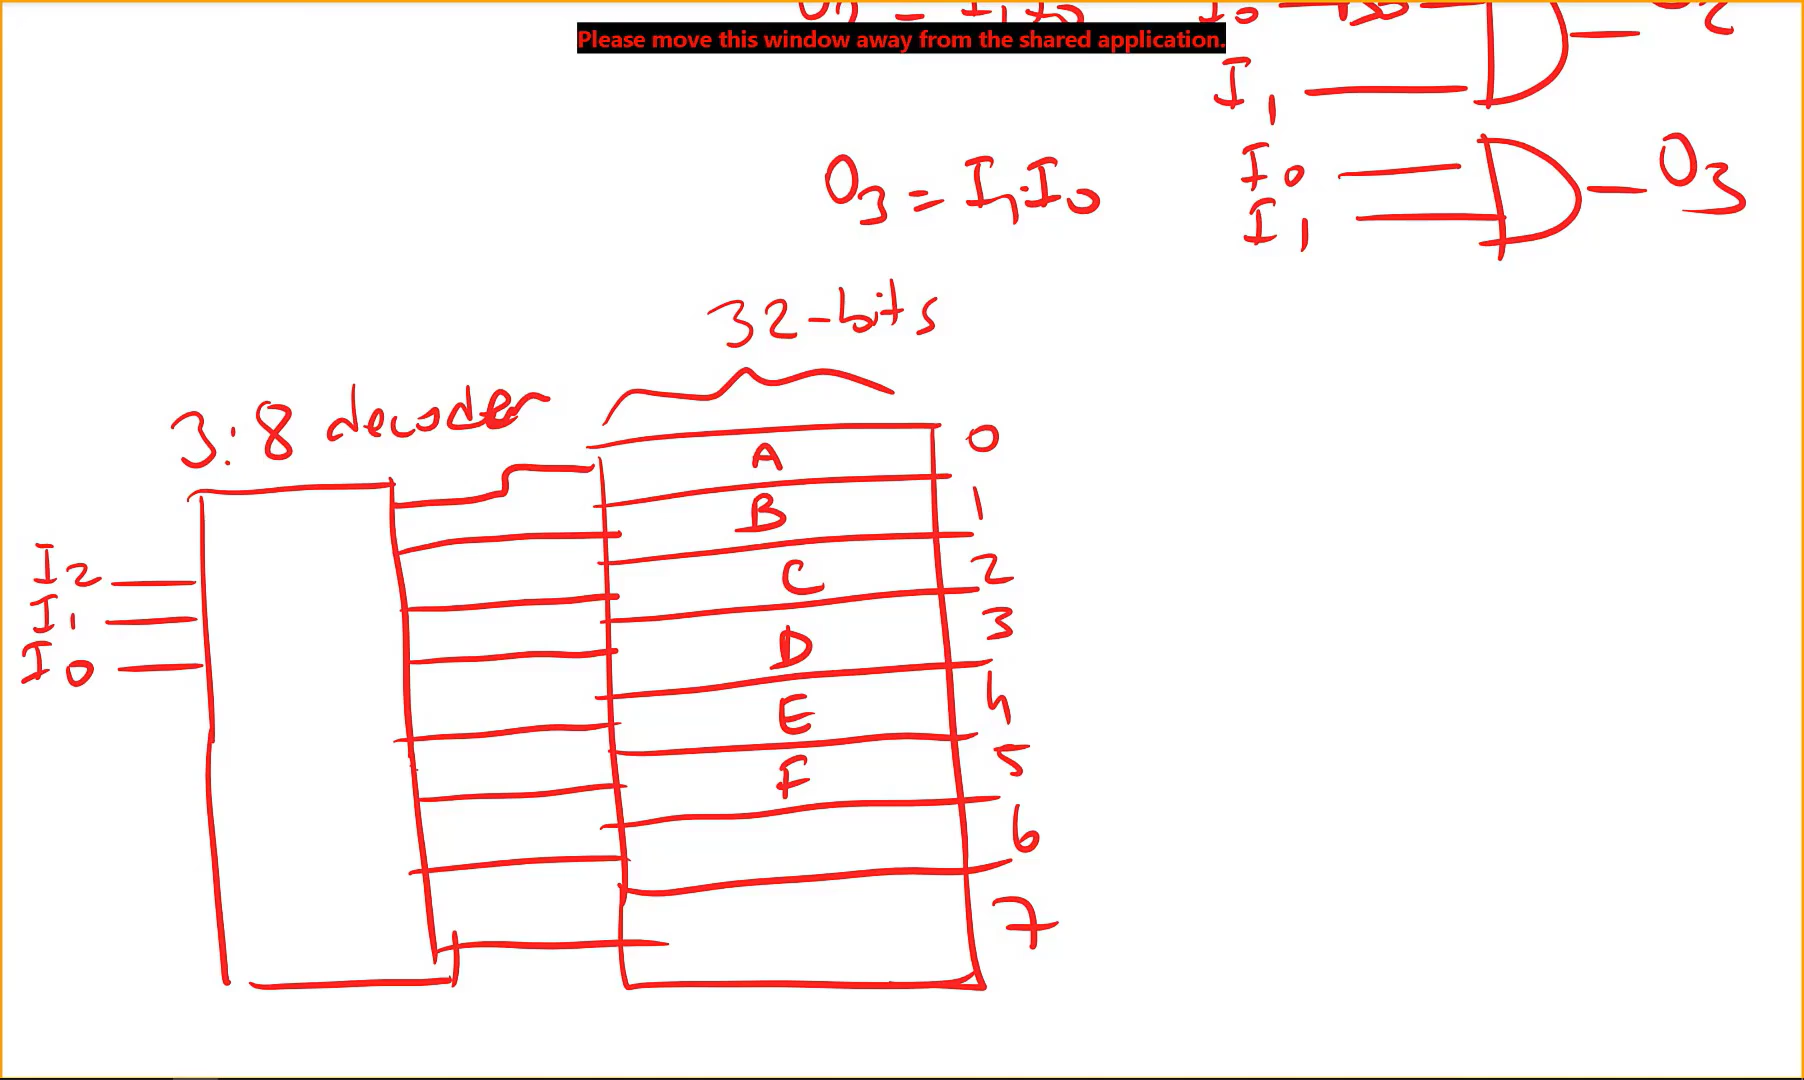 Please move this window away from the shared application.
I1
O3 = I1·I0
I0
I1
O3
32-bits
3:8 decoder
A 0
B 1
C 2
D 3
E 4
F 5
6
7
I2
I1
I0